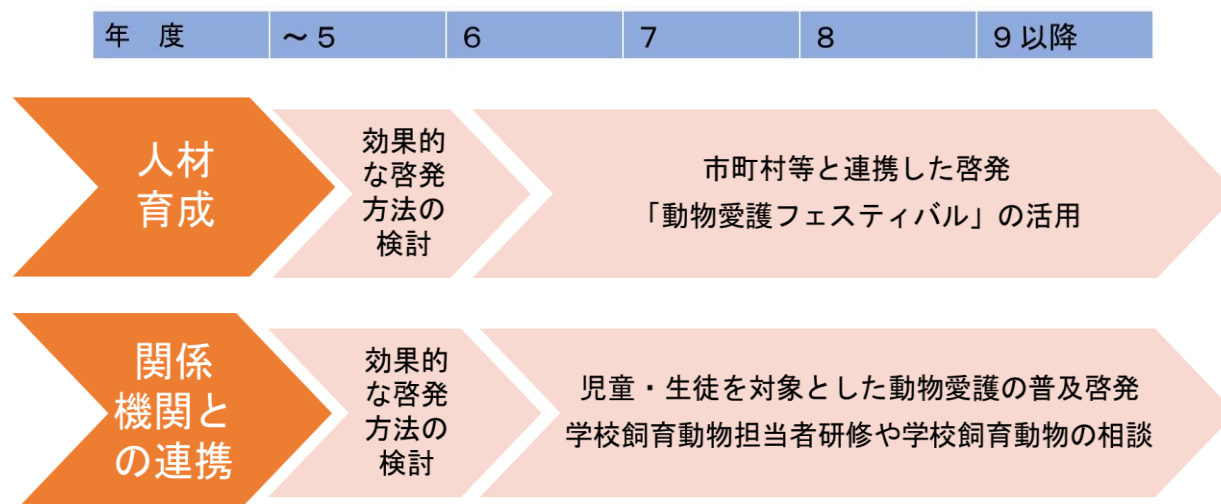 年　度 ～５ ６ ７ ８ ９以降
人材
育成
効果的
な啓発
方法の
検討
市町村等と連携した啓発
「動物愛護フェスティバル」の活用
関係
機関と
の連携
効果的
な啓発
方法の
検討
児童・生徒を対象とした動物愛護の普及啓発
学校飼育動物担当者研修や学校飼育動物の相談